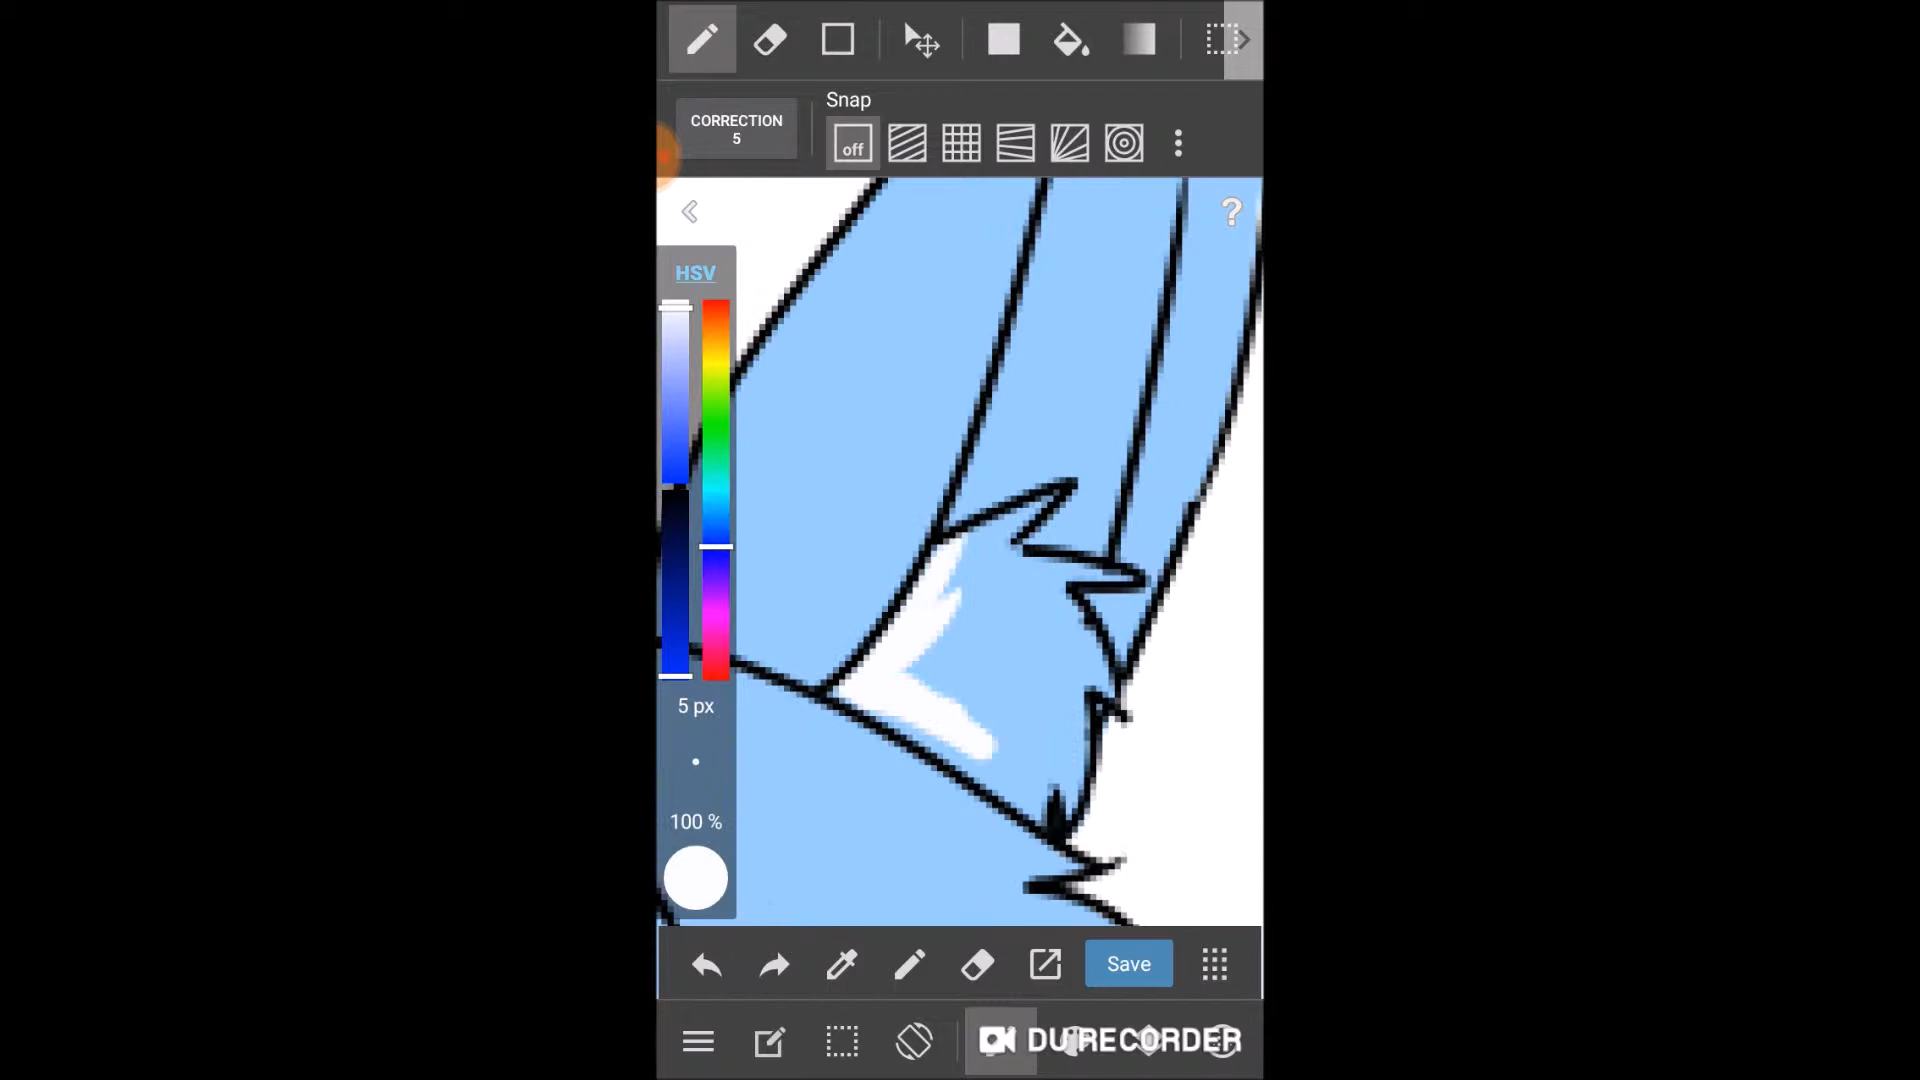 CORRECTION
5
Snap
off
?
HSV
5 px
100 %
Save
DU RECORDER